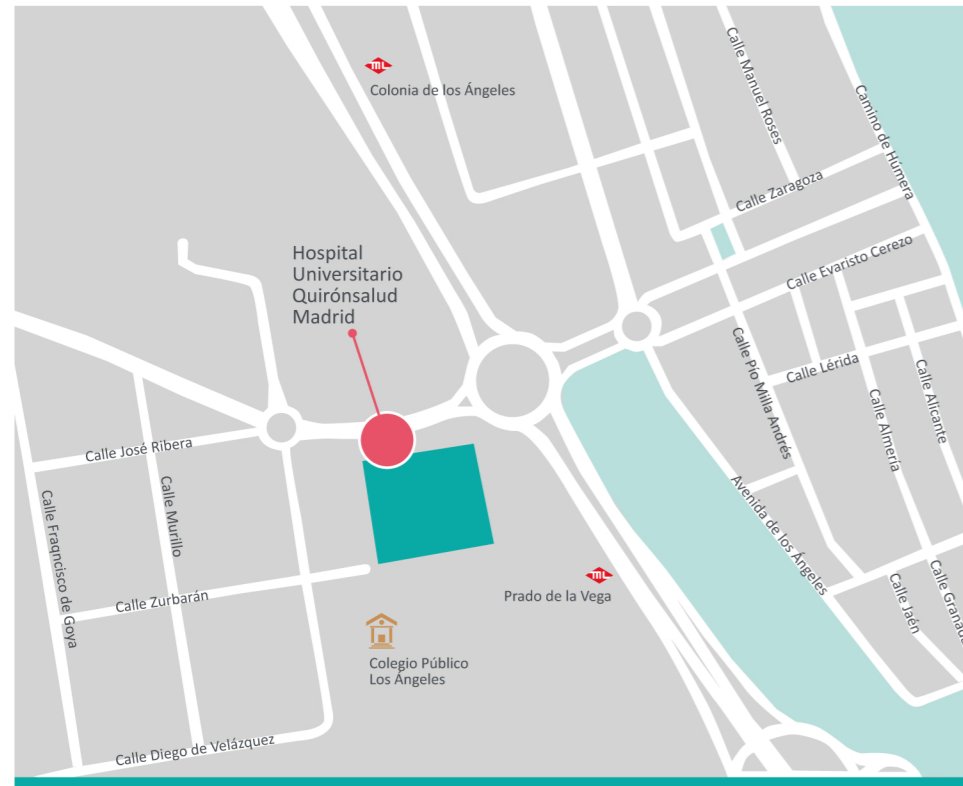 ML
Colonia de los Ángeles
Calle Manuel Roses
Camino de Húmera
Calle Zaragoza
Calle Evaristo Cerezo
Hospital
Universitario
Quirónsalud
Madrid
Calle Pío Milla Andrés
Calle Lérida
Calle Alicante
Calle Almería
Calle José Ribera
Calle Murillo
Calle Fraqncisco de Goya
Avenida de los Ángeles
ML
Prado de la Vega
Calle Zurbarán
Calle Jaén
Calle Granada
Colegio Público
Los Ángeles
Calle Diego de Velázquez